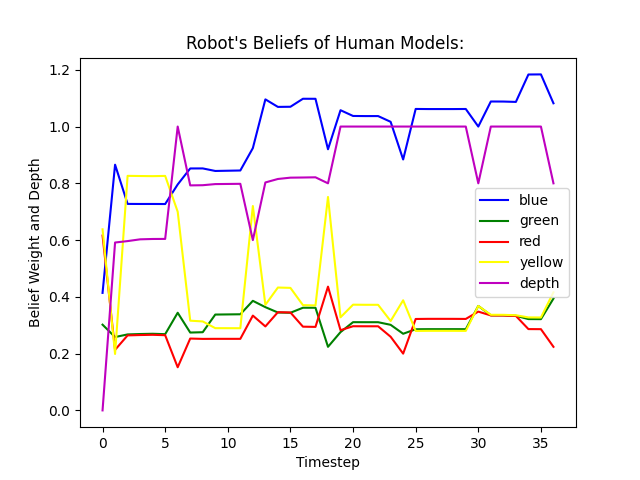 Robot's Beliefs of Human Models:
Belief Weight and Depth
1.2
1.0
0.8
0.6
0.4
0.2
0.0
blue
green
red
yellow
depth
0 5 10 15 20 25 30 35
Timestep